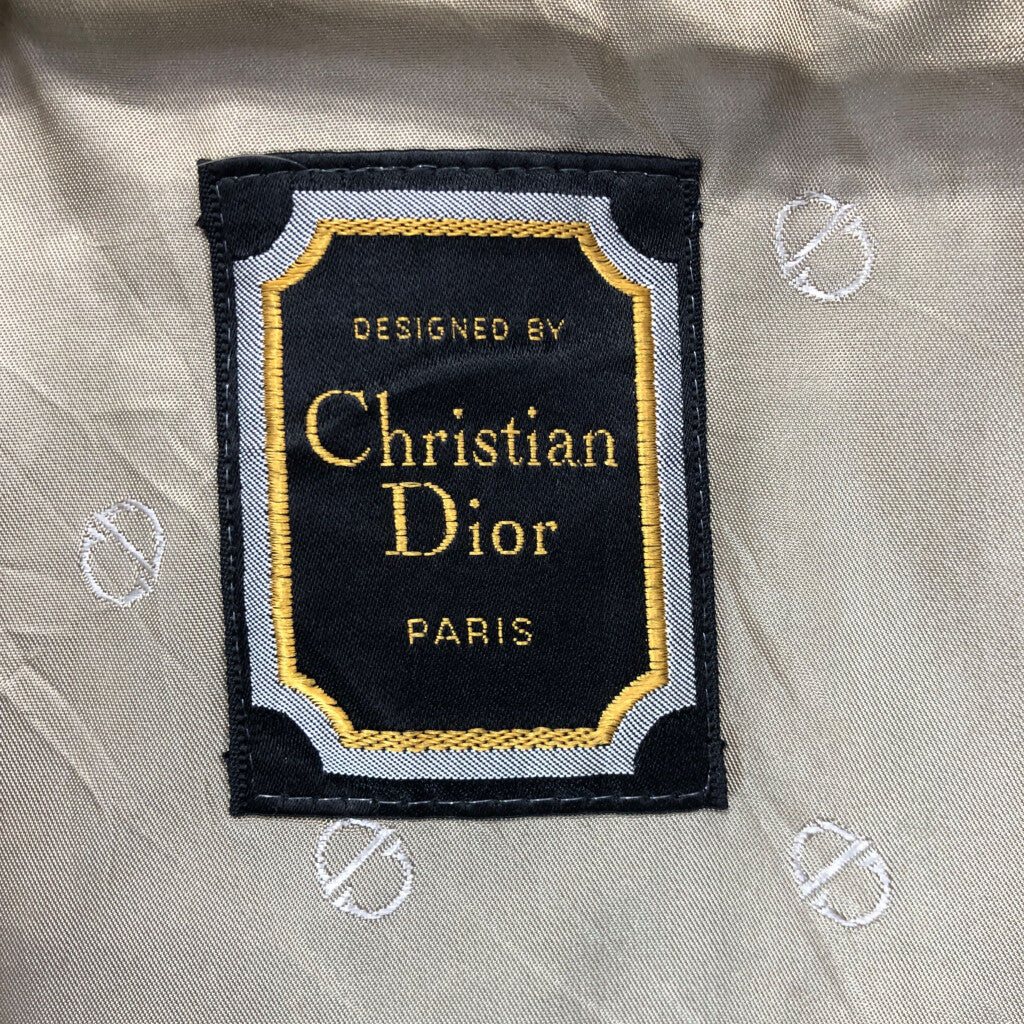 DESIGNED BY
Christian
Dior
PARIS